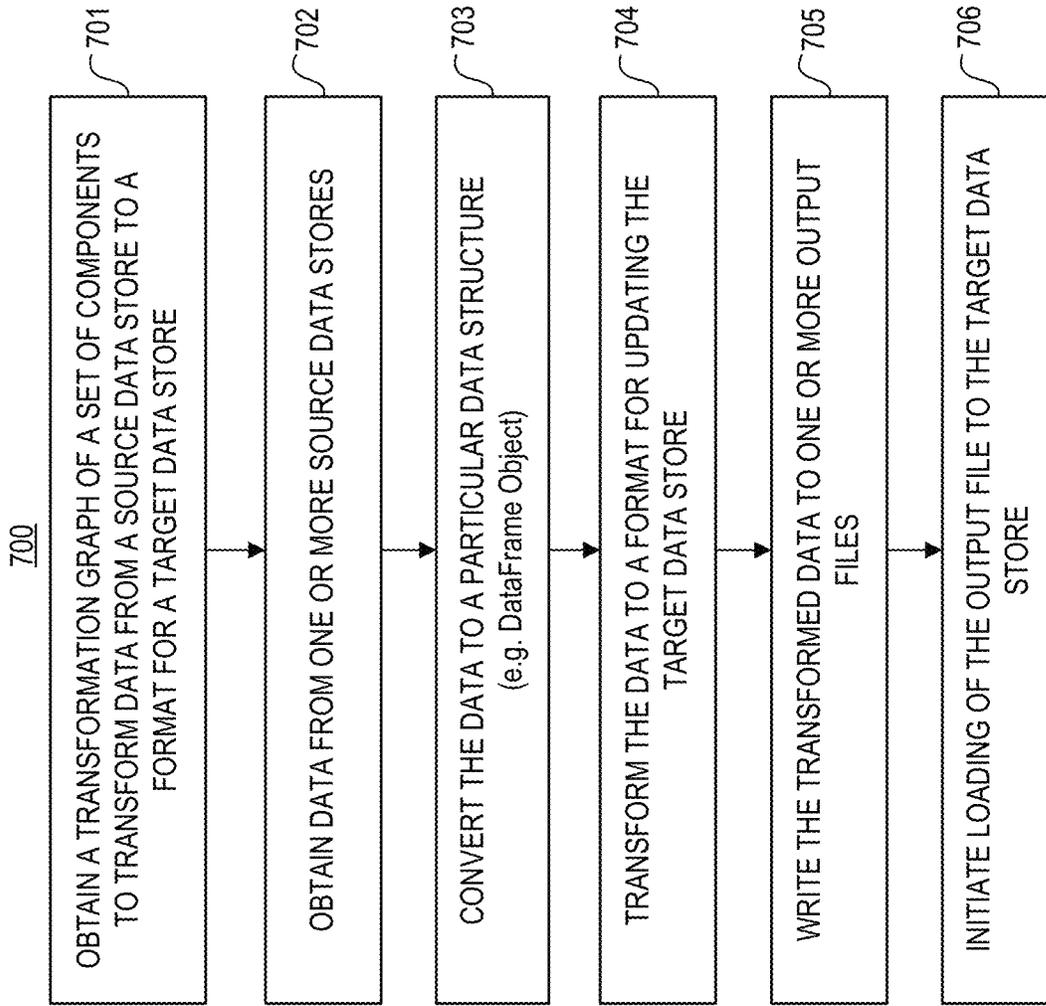 700
OBTAIN A TRANSFORMATION GRAPH OF A SET OF COMPONENTS
TO TRANSFORM DATA FROM A SOURCE DATA STORE TO A
FORMAT FOR A TARGET DATA STORE
701
OBTAIN DATA FROM ONE OR MORE SOURCE DATA STORES
702
CONVERT THE DATA TO A PARTICULAR DATA STRUCTURE
(e.g. DataFrame Object)
703
TRANSFORM THE DATA TO A FORMAT FOR UPDATING THE
TARGET DATA STORE
704
WRITE THE TRANSFORMED DATA TO ONE OR MORE OUTPUT
FILES
705
INITIATE LOADING OF THE OUTPUT FILE TO THE TARGET DATA
STORE
706